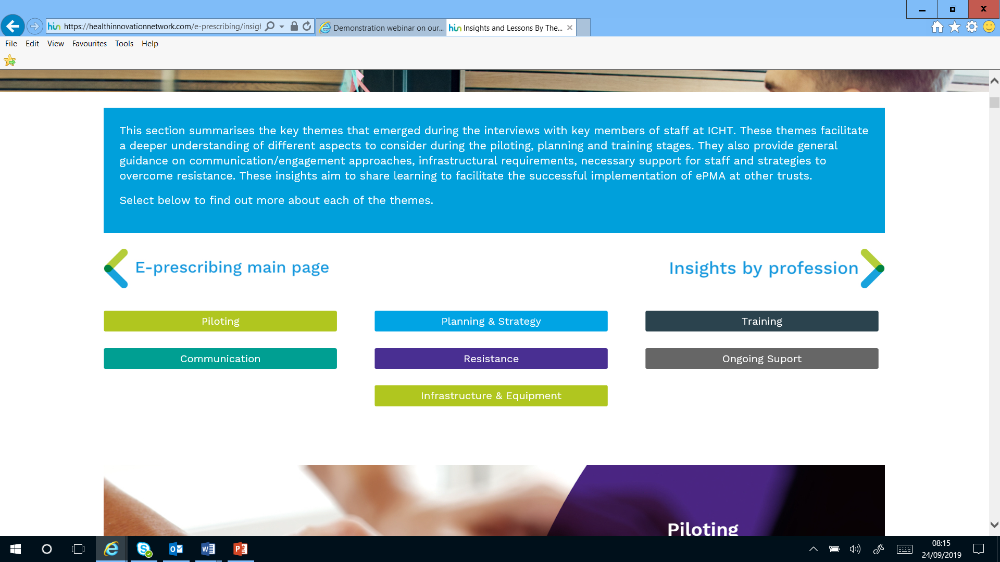 hin https://healthinnovationnetwork.com/e-prescribing/insigl
Demonstration webinar on our...
hin Insights and Lessons By The...
File Edit View Favourites Tools Help
This section summarises the key themes that emerged during the interviews with key members of staff at ICHT. These themes facilitate
a deeper understanding of different aspects to consider during the piloting, planning and training stages. They also provide general
guidance on communication/engagement approaches, infrastructural requirements, necessary support for staff and strategies to
overcome resistance. These insights aim to share learning to facilitate the successful implementation of ePMA at other trusts.
Select below to find out more about each of the themes.
E-prescribing main page
Insights by profession
Piloting
Planning & Strategy
Training
Communication
Resistance
Ongoing Suport
Infrastructure & Equipment
Piloting
08:15
24/09/2019